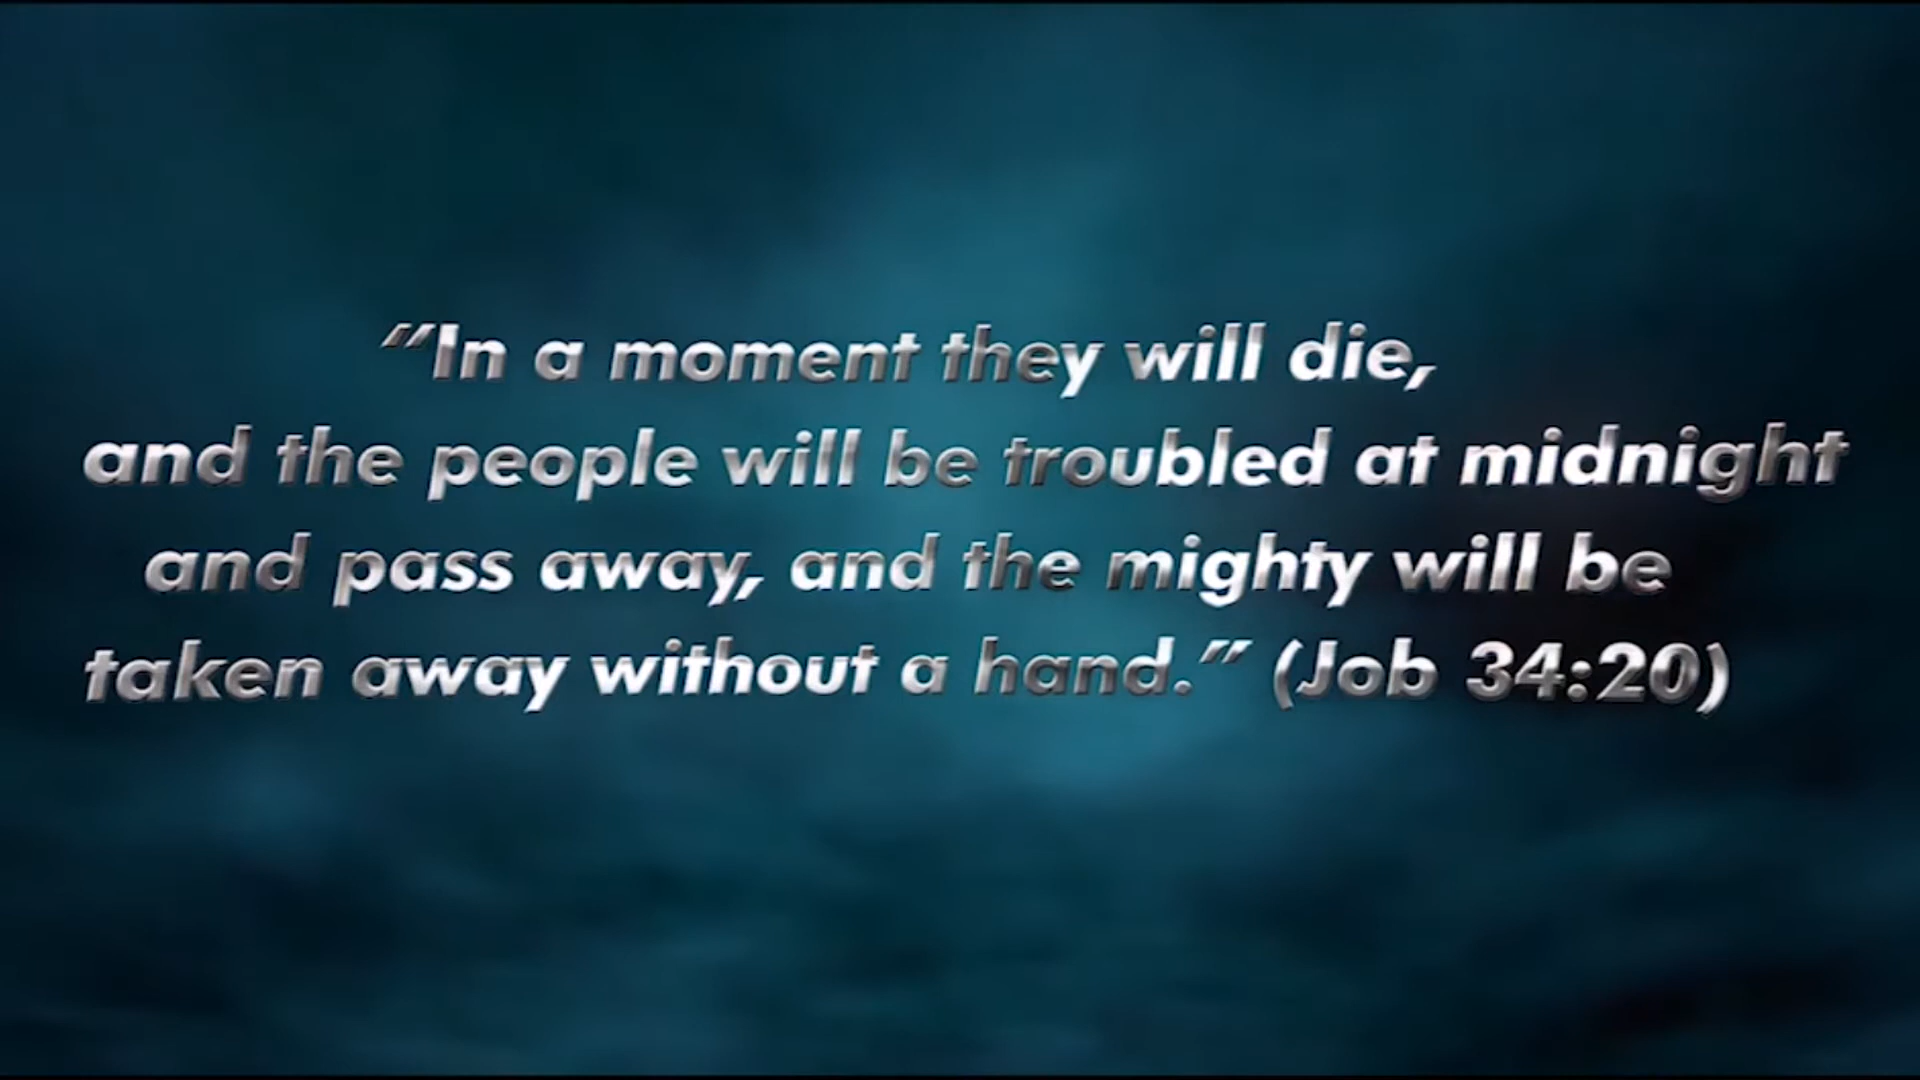 “In a moment they will die,
and the people will be troubled at midnight
and pass away, and the mighty will be
taken away without a hand.” (Job 34:20)